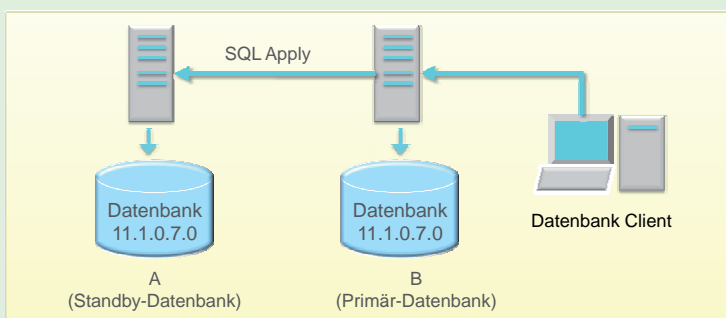 SQL Apply
Datenbank
11.1.0.7.0
Datenbank
11.1.0.7.0
Datenbank Client
A
(Standby-Datenbank)
B
(Primär-Datenbank)